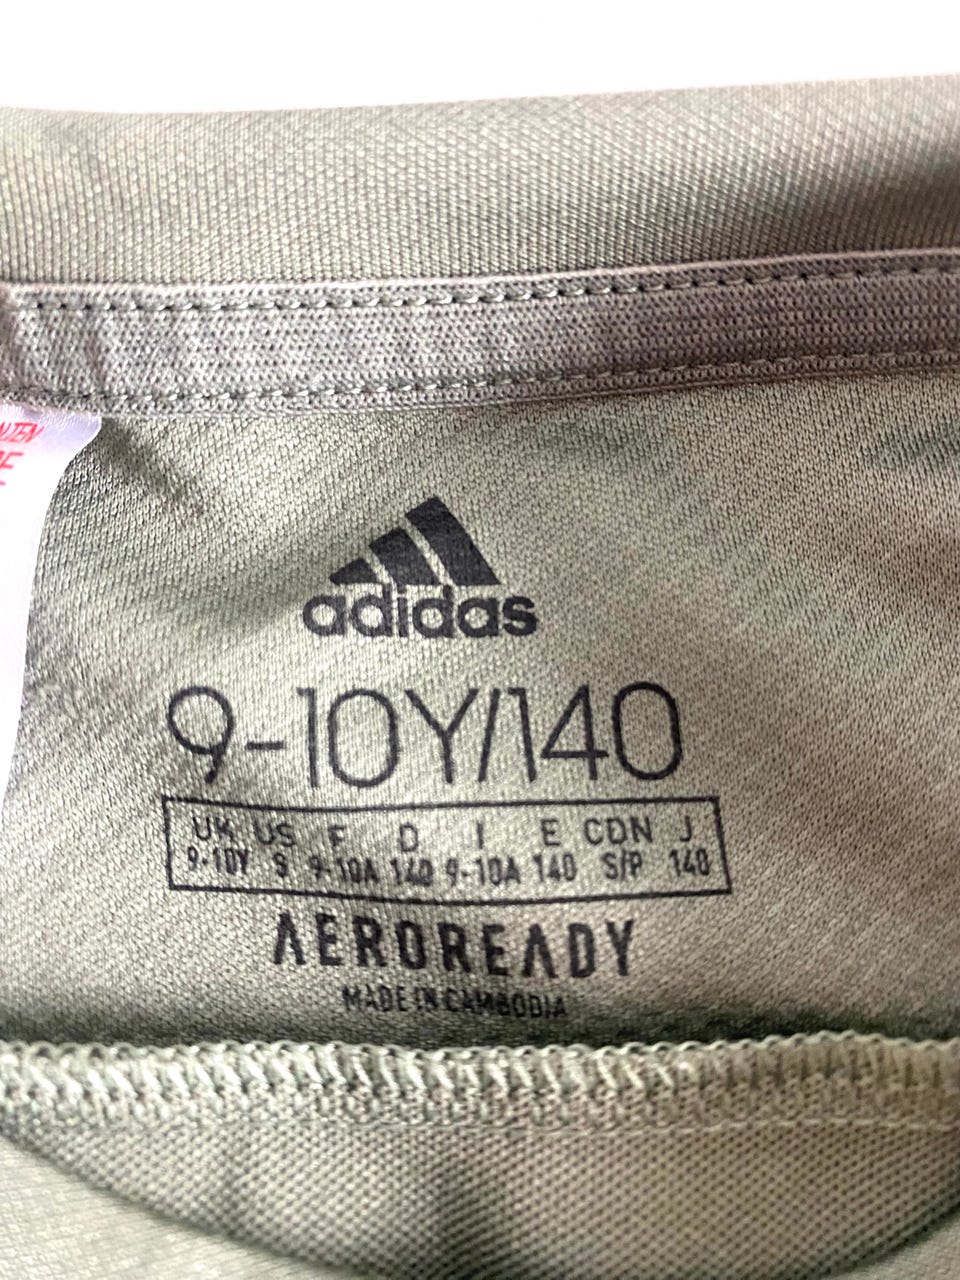 adidas
9-10Y/140
UK US F D I E CDN J
9-10Y S 9-10A 140 9-10A 140 S/P 140
AEROREADY
MADE IN CAMBODIA